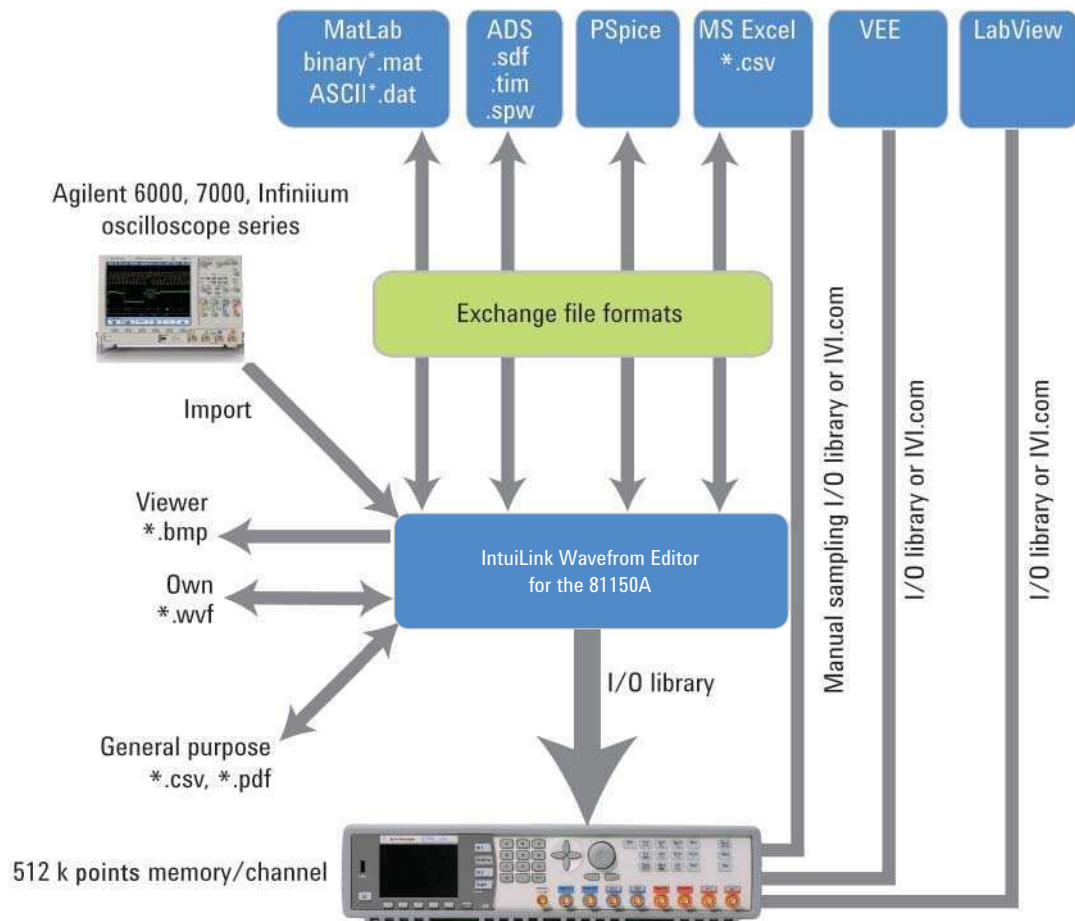 MatLab
binary*.mat
ASCII*.dat
ADS
.sdf
.tim
.spw
PSpice
MS Excel
*.csv
VEE
LabView
Agilent 6000, 7000, Infiniium
oscilloscope series
Exchange file formats
Import
Viewer
*.bmp
Own
*.wvf
General purpose
*.csv, *.pdf
IntuiLink Wavefrom Editor
for the 81150A
I/O library
Manual sampling I/O library or IVI.com
I/O library or IVI.com
I/O library or IVI.com
512 k points memory/channel